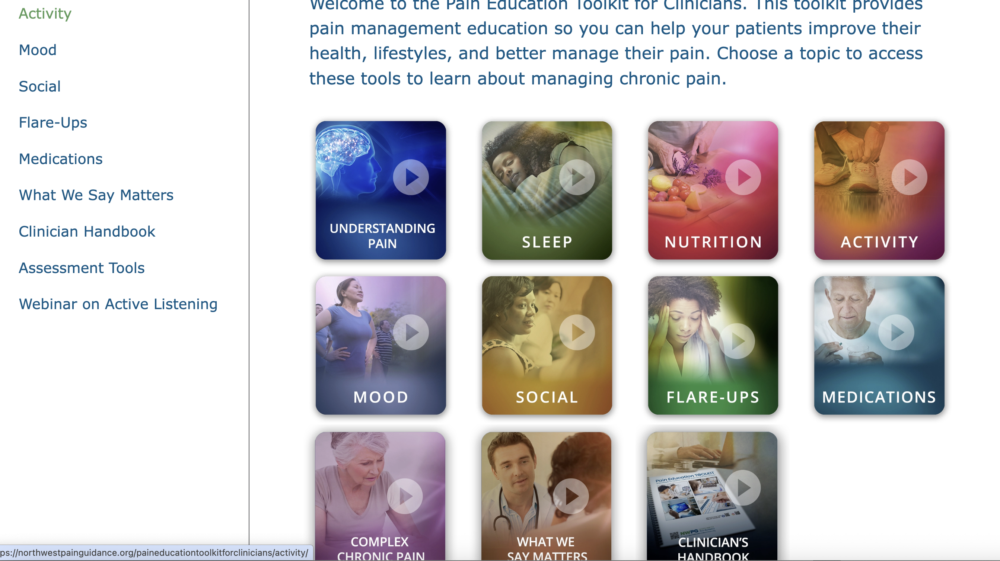 Activity
Mood
Social
Flare-Ups
Medications
What We Say Matters
Clinician Handbook
Assessment Tools
Webinar on Active Listening
Welcome to the Pain Education Toolkit for Clinicians. This toolkit provides
pain management education so you can help your patients improve their
health, lifestyles, and better manage their pain. Choose a topic to access
these tools to learn about managing chronic pain.
UNDERSTANDING
PAIN
SLEEP
NUTRITION
ACTIVITY
MOOD
SOCIAL
FLARE-UPS
MEDICATIONS
COMPLEX
CHRONIC PAIN
WHAT WE
SAY MATTERS
Pain Education TOOLKIT
NWPG
CLINICIAN'S
HANDBOOK
ps://northwestpainguidance.org/paineducationtoolkitforclinicians/activity/